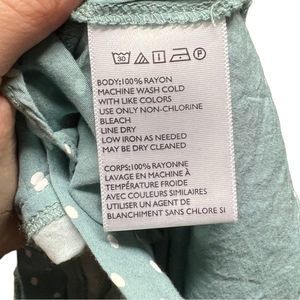 30 A P
BODY:100% RAYON
MACHINE WASH COLD
WITH LIKE COLORS
USE ONLY NON-CHLORINE
BLEACH
LINE DRY
LOW IRON AS NEEDED
MAY BE DRY CLEANED
CORPS:100% RAYONNE
LAVAGE EN MACHINE À
TEMPÉRATURE FROIDE
AVEC COULEURS SIMILAIRES
UTILISER UN AGENT DE
BLANCHIMENT SANS CHLORE SI